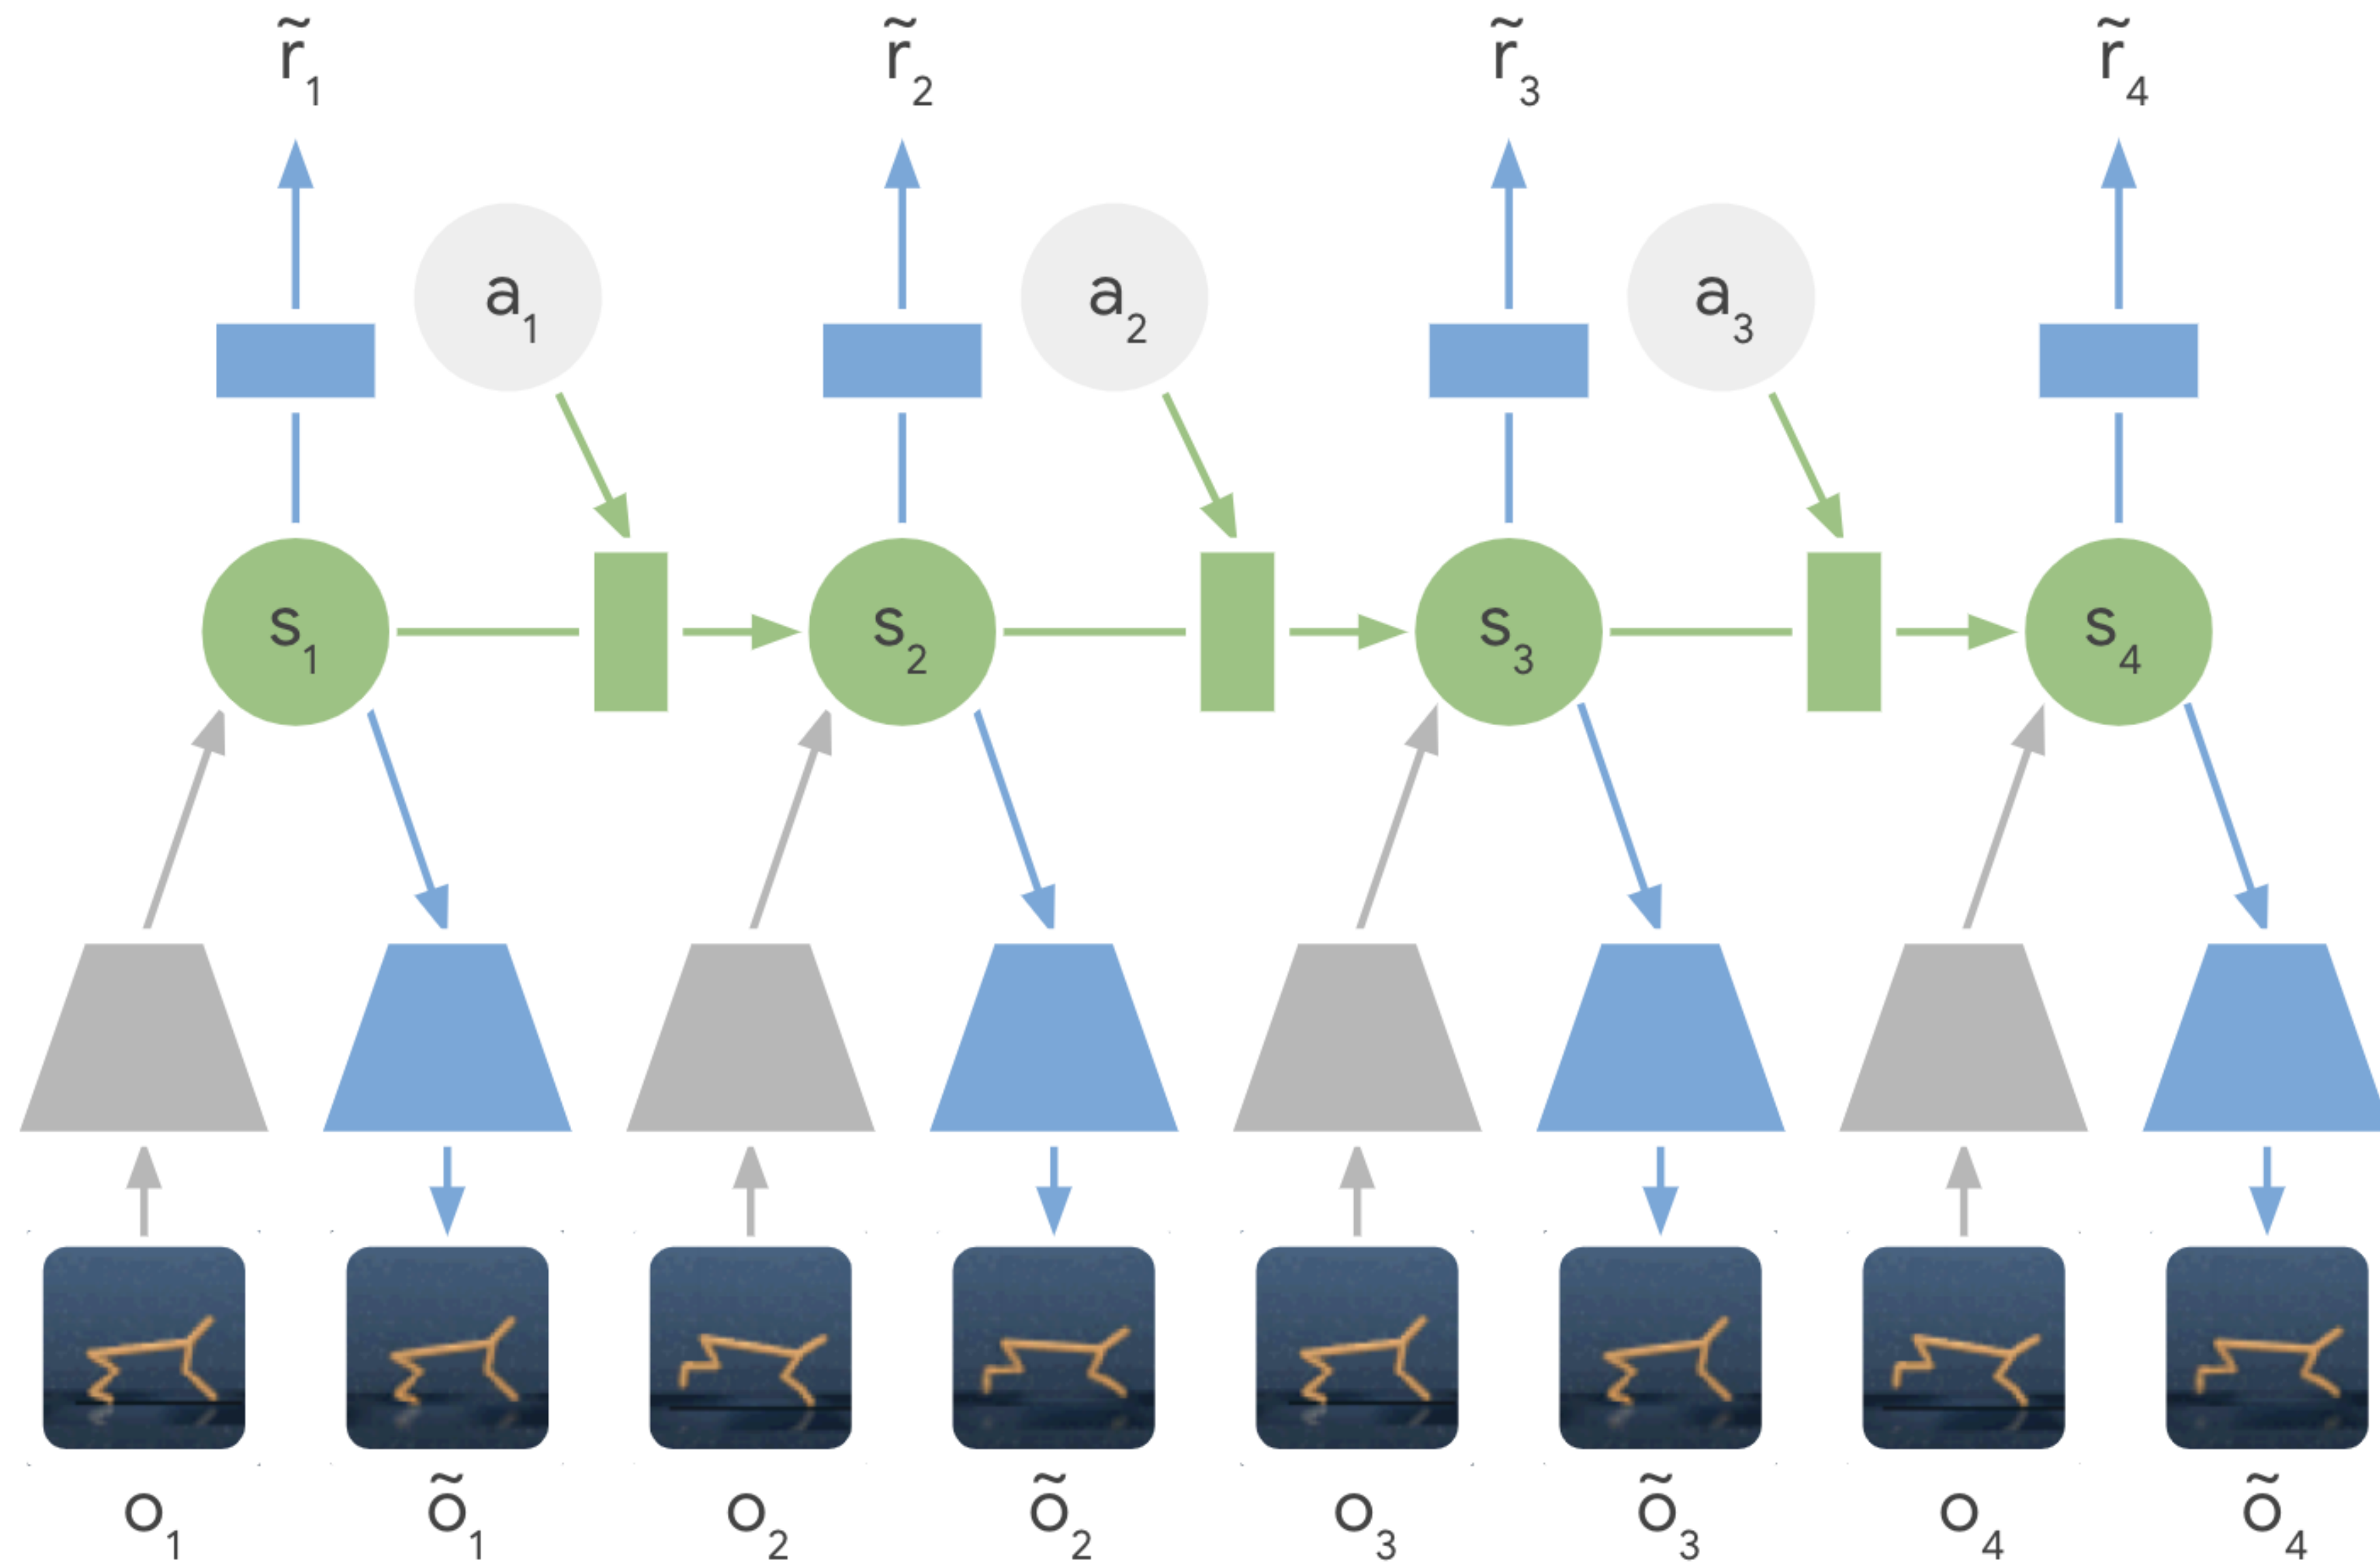 r̃₁ r̃₂ r̃₃ r̃₄
a₁ a₂ a₃
s₁ s₂ s₃ s₄
o₁ õ₁ o₂ õ₂ o₃ õ₃ o₄ õ₄